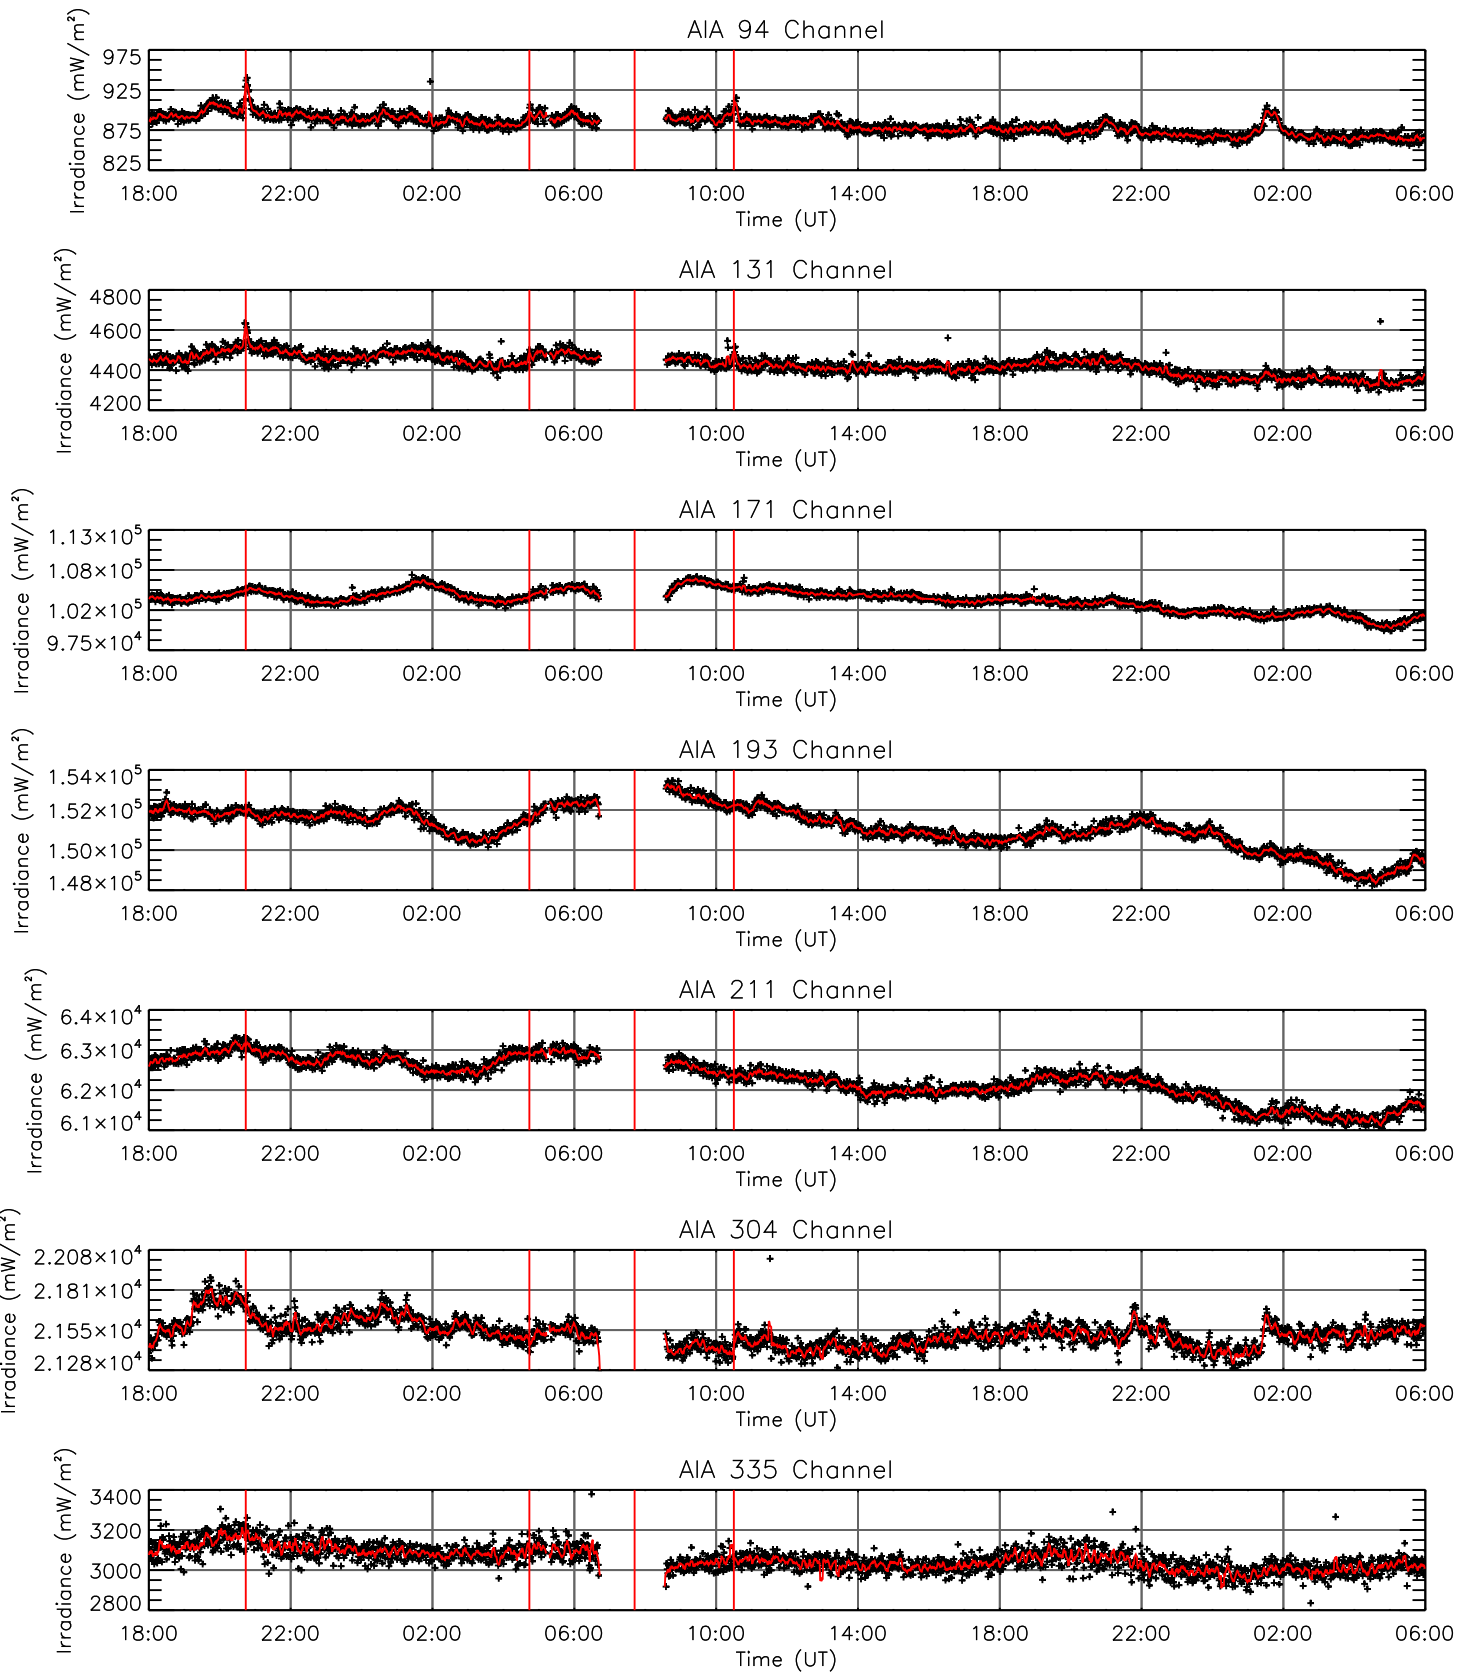 AIA 94 Channel
Irradiance (mW/m²)
975
925
875
825
18:00 22:00 02:00 06:00 10:00 14:00 18:00 22:00 02:00 06:00
Time (UT)
AIA 131 Channel
Irradiance (mW/m²)
4800
4600
4400
4200
18:00 22:00 02:00 06:00 10:00 14:00 18:00 22:00 02:00 06:00
Time (UT)
AIA 171 Channel
Irradiance (mW/m²)
1.13×10⁵
1.08×10⁵
1.02×10⁵
9.75×10⁴
18:00 22:00 02:00 06:00 10:00 14:00 18:00 22:00 02:00 06:00
Time (UT)
AIA 193 Channel
Irradiance (mW/m²)
1.54×10⁵
1.52×10⁵
1.50×10⁵
1.48×10⁵
18:00 22:00 02:00 06:00 10:00 14:00 18:00 22:00 02:00 06:00
Time (UT)
AIA 211 Channel
Irradiance (mW/m²)
6.4×10⁴
6.3×10⁴
6.2×10⁴
6.1×10⁴
18:00 22:00 02:00 06:00 10:00 14:00 18:00 22:00 02:00 06:00
Time (UT)
AIA 304 Channel
Irradiance (mW/m²)
2.208×10⁴
2.181×10⁴
2.155×10⁴
2.128×10⁴
18:00 22:00 02:00 06:00 10:00 14:00 18:00 22:00 02:00 06:00
Time (UT)
AIA 335 Channel
Irradiance (mW/m²)
3400
3200
3000
2800
18:00 22:00 02:00 06:00 10:00 14:00 18:00 22:00 02:00 06:00
Time (UT)